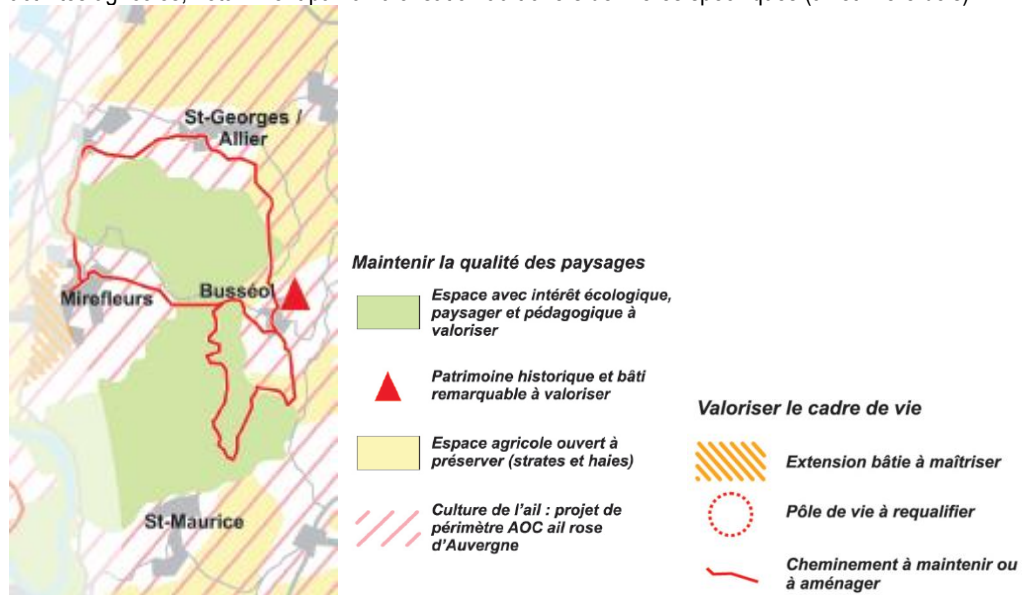 St-Georges /
Allier
Mirefleurs
Busséol
St-Maurice
Maintenir la qualité des paysages
Espace avec intérêt écologique,
paysager et pédagogique à
valoriser
Patrimoine historique et bâti
remarquable à valoriser
Espace agricole ouvert à
préserver (strates et haies)
Culture de l'ail : projet de
périmètre AOC ail rose
d'Auvergne
Valoriser le cadre de vie
Extension bâtie à maîtriser
Pôle de vie à requalifier
Cheminement à maintenir ou
à aménager